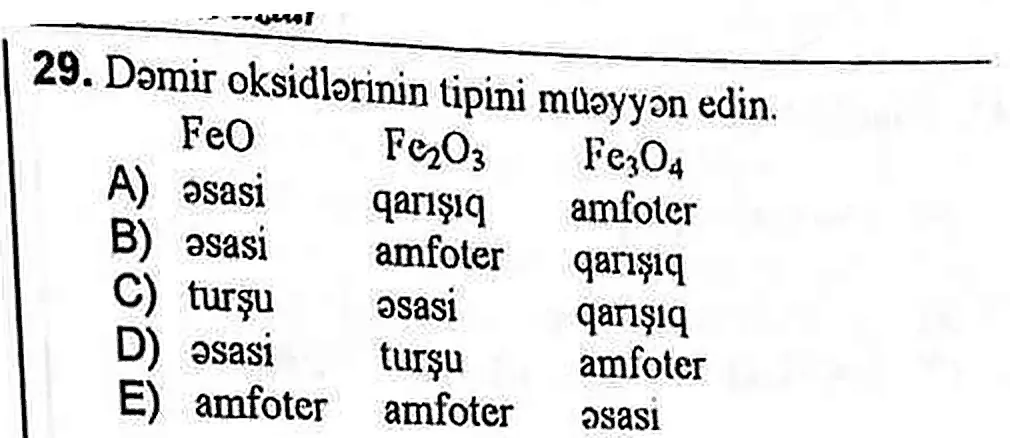 29. Dəmir oksidlərinin tipini müəyyən edin.
FeO Fe₂O₃ Fe₃O₄
A) əsasi qarışıq amfoter
B) əsasi amfoter qarışıq
C) turşu əsasi qarışıq
D) əsasi turşu amfoter
E) amfoter amfoter əsasi